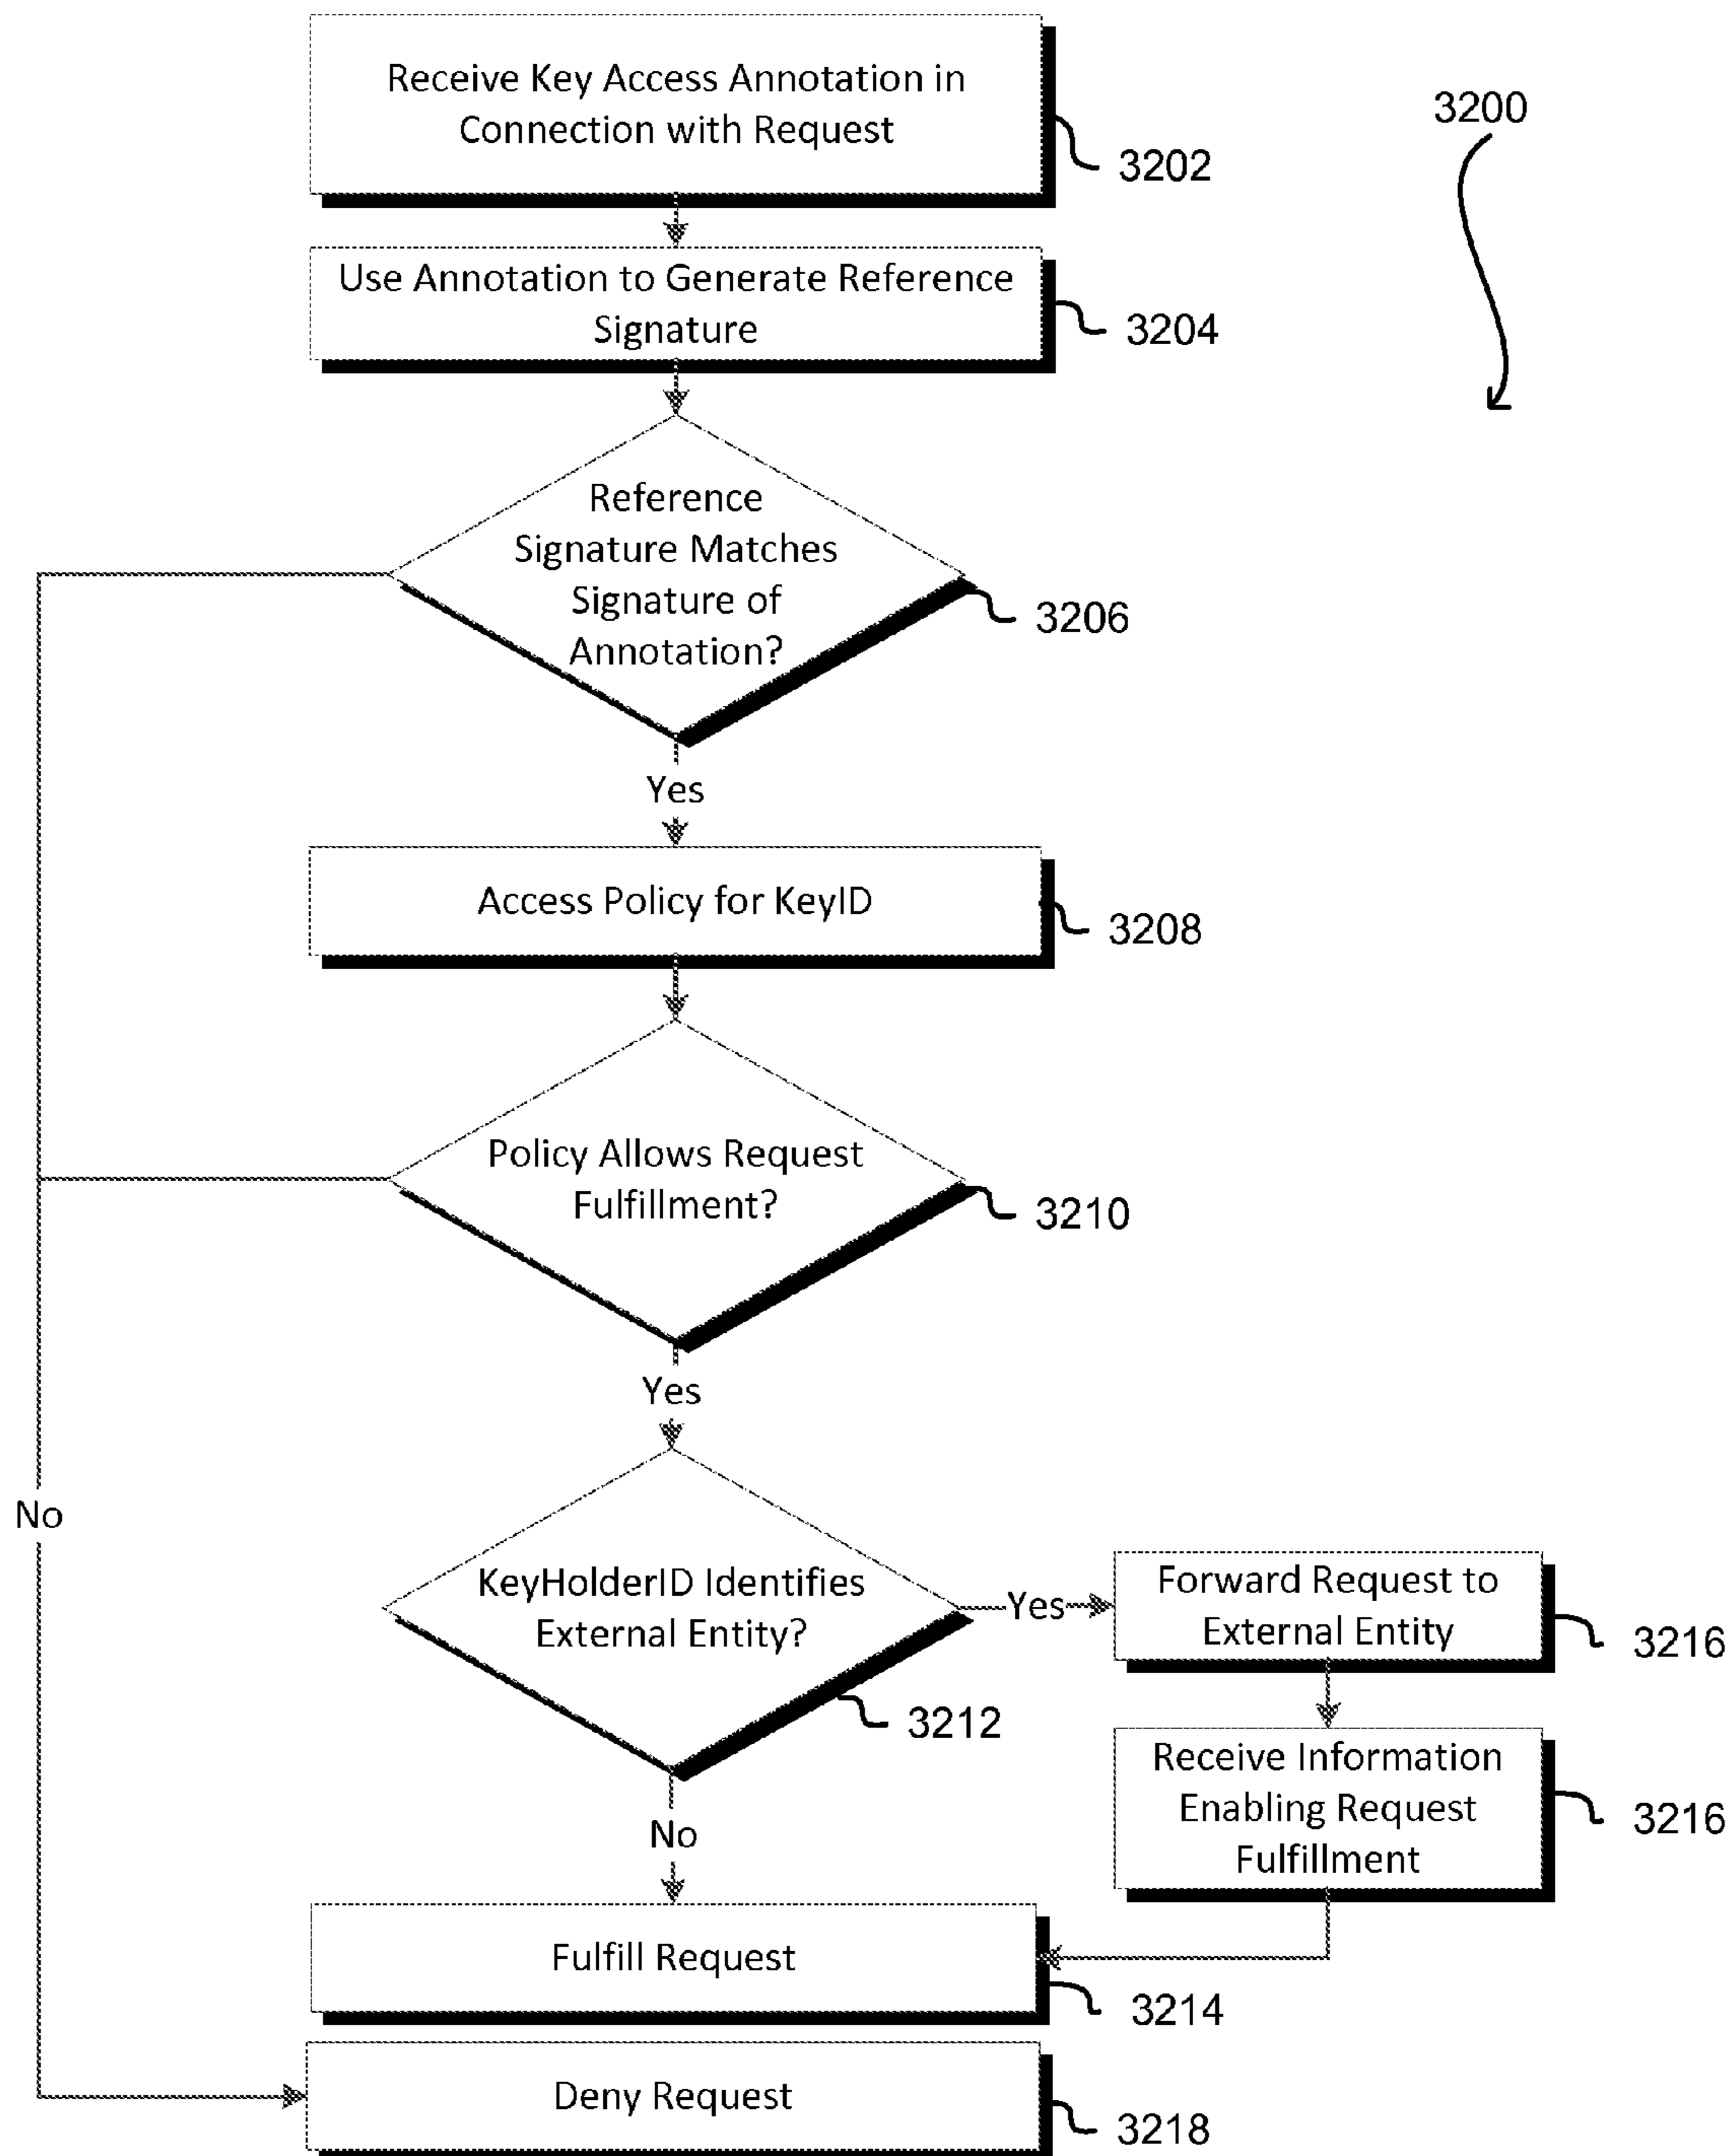 Receive Key Access Annotation in
Connection with Request
3202
3200
Use Annotation to Generate Reference
Signature
3204
Reference
Signature Matches
Signature of
Annotation?
3206
Yes
Access Policy for KeyID
3208
Policy Allows Request
Fulfillment?
3210
Yes
No
KeyHolderID Identifies
External Entity?
3212
Yes
Forward Request to
External Entity
3216
Receive Information
Enabling Request
Fulfillment
3216
No
Fulfill Request
3214
Deny Request
3218